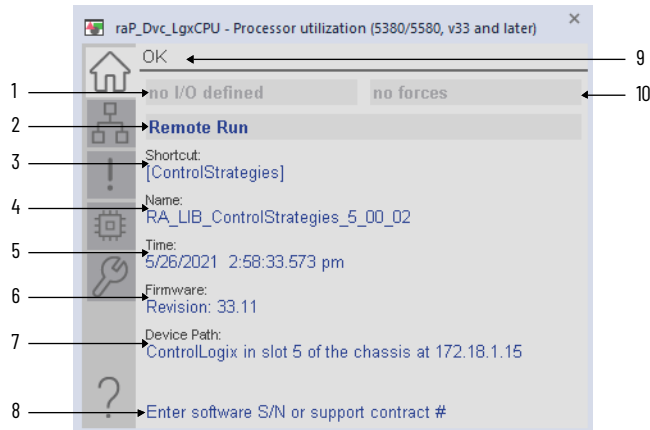 raP_Dvc_LgxCPU - Processor utilization (5380/5580, v33 and later)
OK
9
1
no I/O defined
no forces
10
2
Remote Run
3
Shortcut:
[ControlStrategies]
4
Name:
RA_LIB_ControlStrategies_5_00_02
5
Time:
5/26/2021 2:58:33.573 pm
6
Firmware:
Revision: 33.11
7
Device Path:
ControlLogix in slot 5 of the chassis at 172.18.1.15
8
Enter software S/N or support contract #